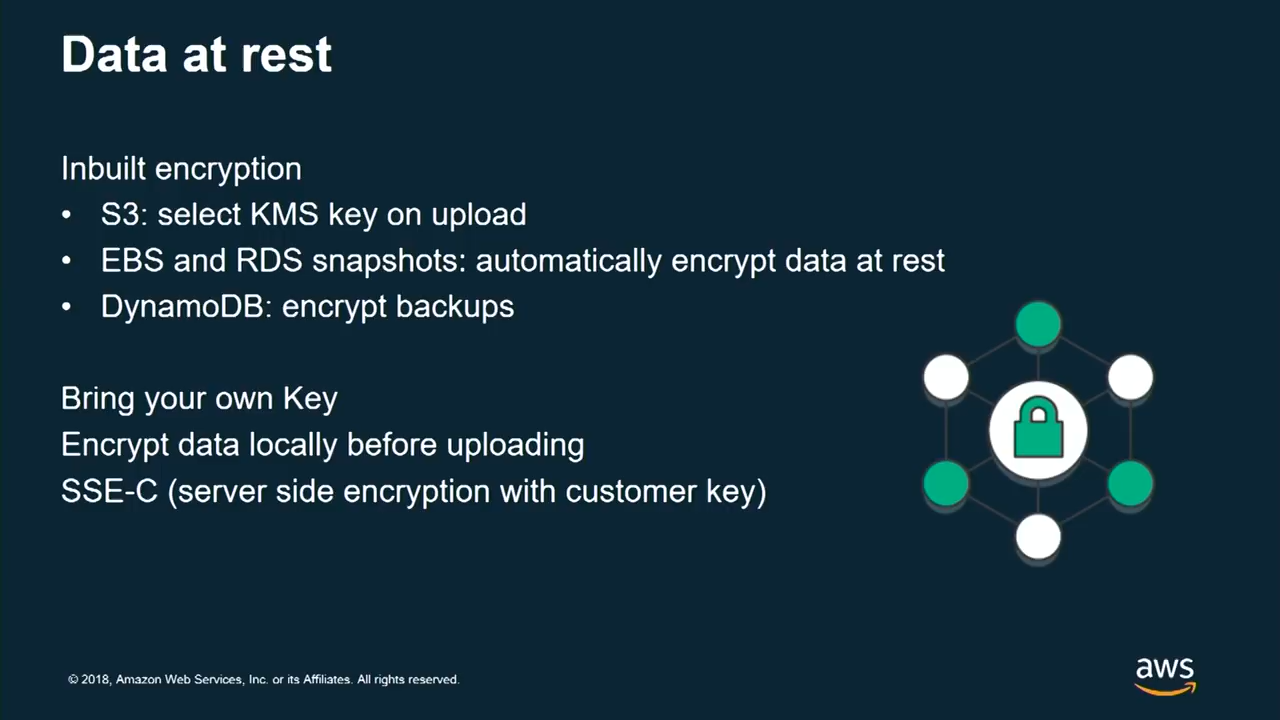 Data at rest
Inbuilt encryption
• S3: select KMS key on upload
• EBS and RDS snapshots: automatically encrypt data at rest
• DynamoDB: encrypt backups
Bring your own Key
Encrypt data locally before uploading
SSE-C (server side encryption with customer key)
© 2018, Amazon Web Services, Inc. or its Affiliates. All rights reserved.
aws